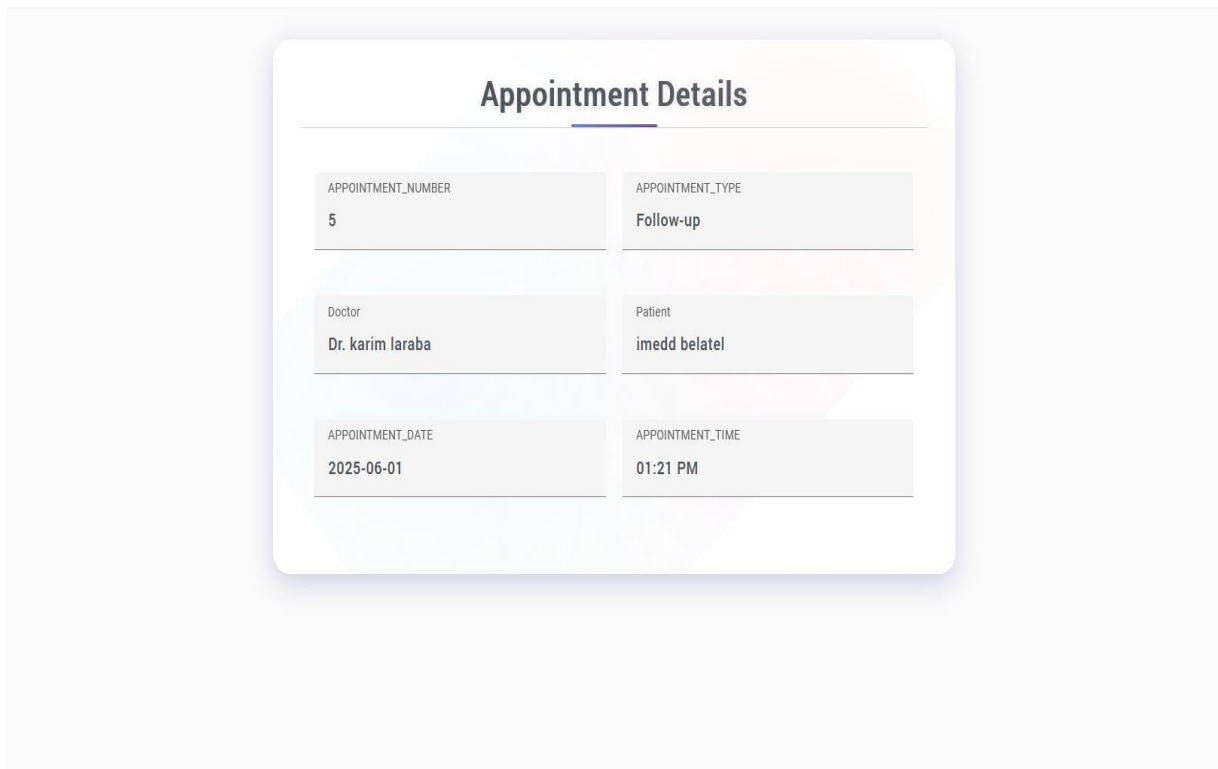 Appointment Details
APPOINTMENT_NUMBER
5
APPOINTMENT_TYPE
Follow-up
Doctor
Dr. karim laraba
Patient
imedd belatel
APPOINTMENT_DATE
2025-06-01
APPOINTMENT_TIME
01:21 PM